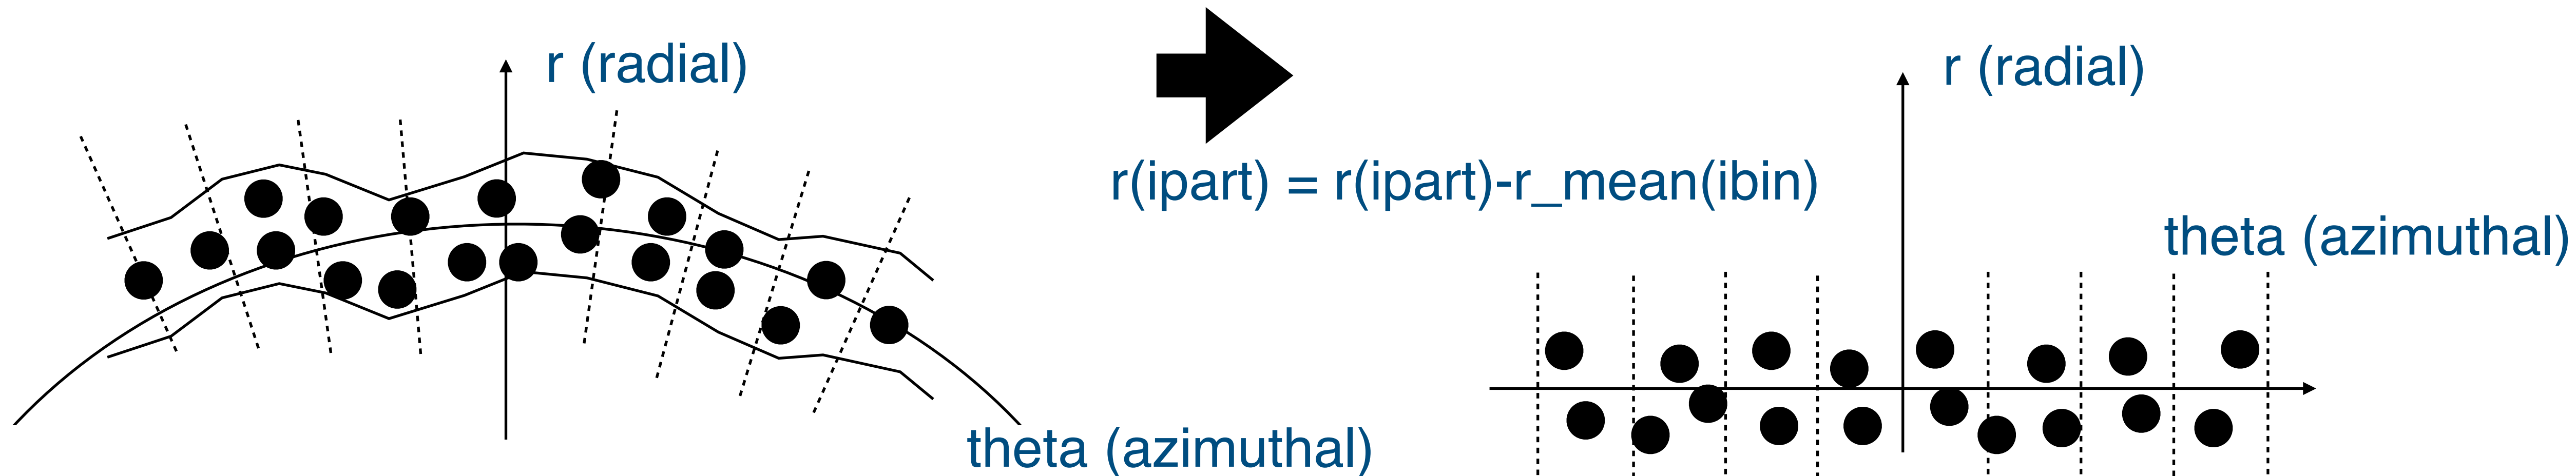 r (radial)
theta (azimuthal)
r(ipart) = r(ipart)-r_mean(ibin)
r (radial)
theta (azimuthal)